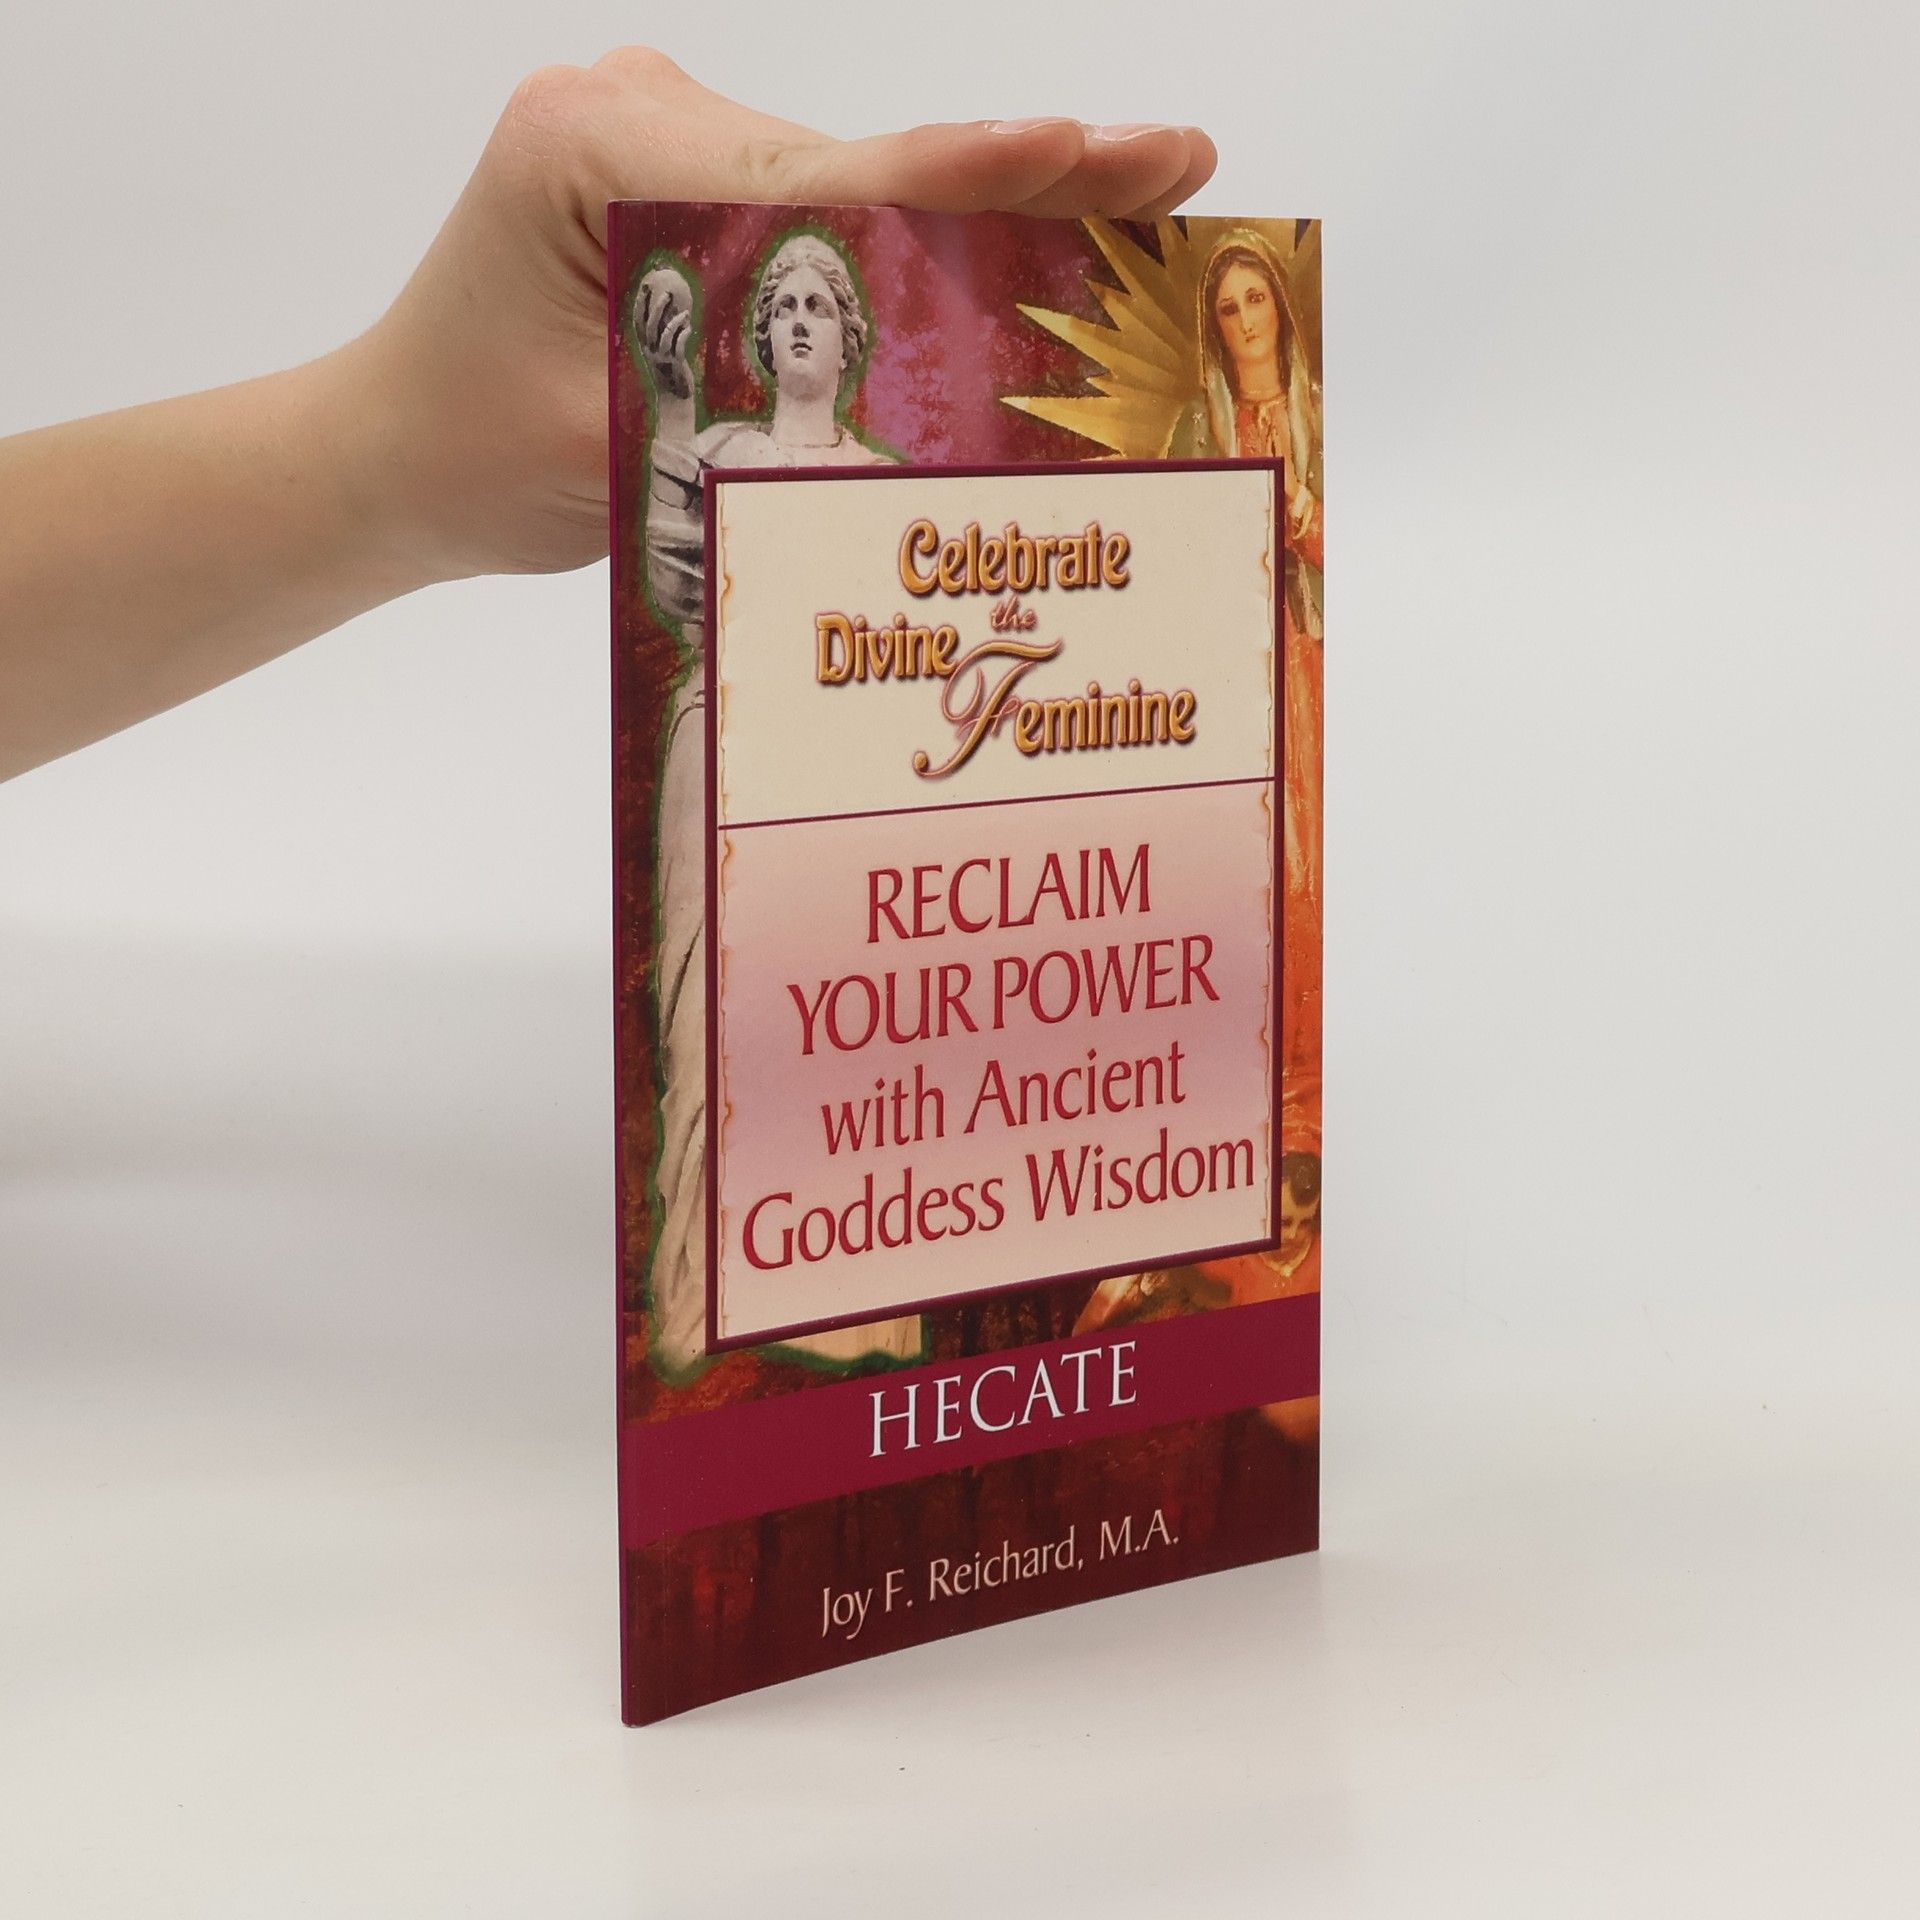 Celebrate
the
Divine
Feminine
RECLAIM
YOUR POWER
with Ancient
Goddess Wisdom
HECATE
Joy F. Reichard, M.A.